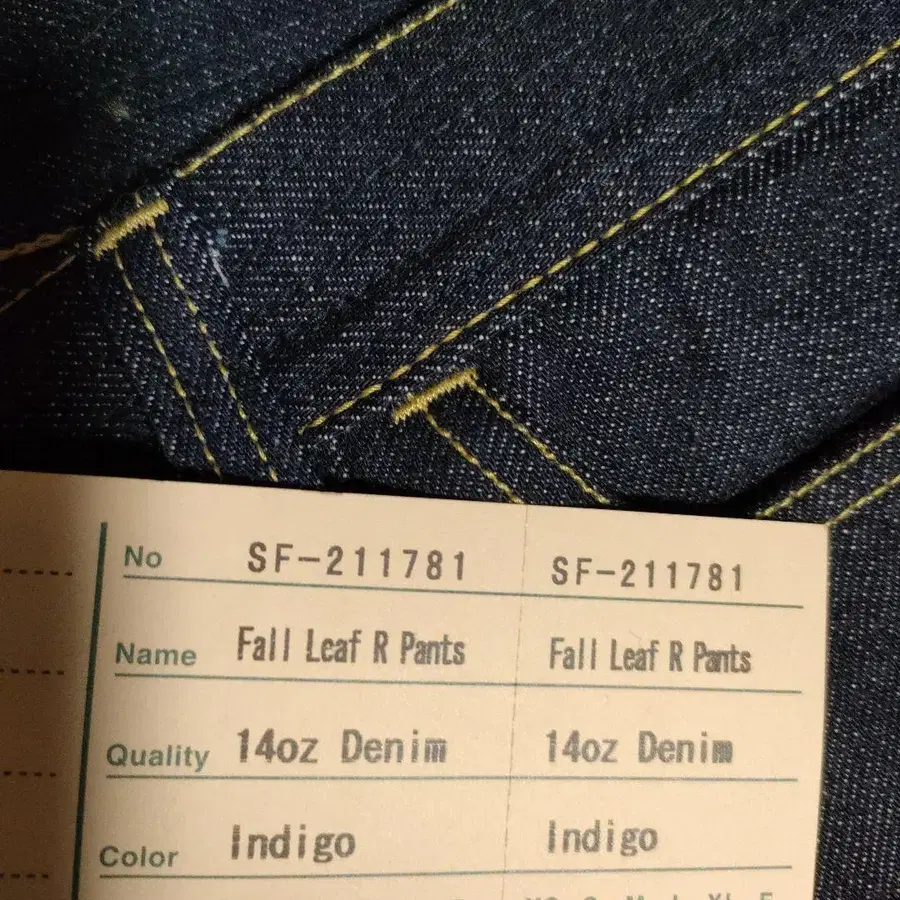 No SF-211781 SF-211781
Name Fall Leaf R Pants Fall Leaf R Pants
Quality 14oz Denim 14oz Denim
Color Indigo Indigo